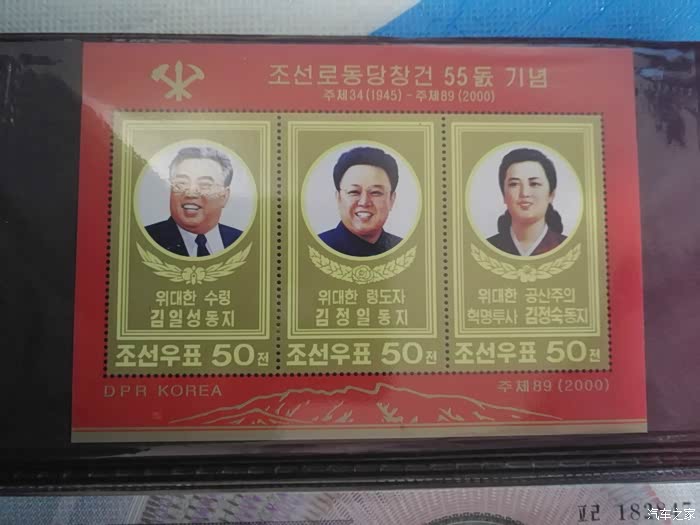 조선로동당창건 55돐 기념
주체34(1945) - 주체89(2000)
위대한 수령
김일성동지
위대한 령도자
김정일동지
위대한 공산주의
혁명투사 김정숙동지
조선우표 50전
조선우표 50전
조선우표 50전
DPR KOREA
주체89(2000)
汽车之家